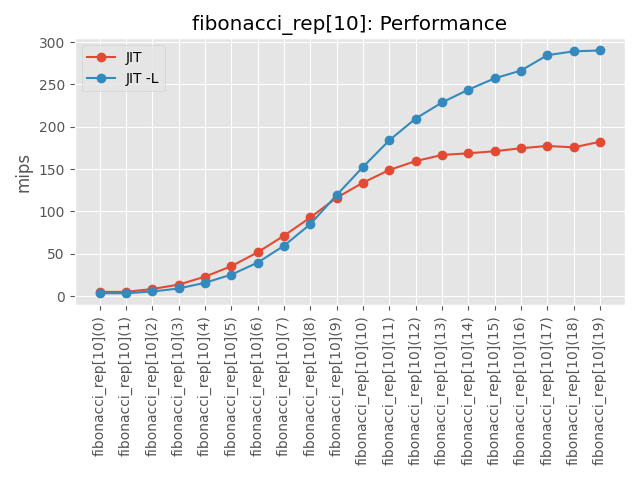 fibonacci_rep[10]: Performance
JIT
JIT -L
mips
300
250
200
150
100
50
0
fibonacci_rep[10](0)
fibonacci_rep[10](1)
fibonacci_rep[10](2)
fibonacci_rep[10](3)
fibonacci_rep[10](4)
fibonacci_rep[10](5)
fibonacci_rep[10](6)
fibonacci_rep[10](7)
fibonacci_rep[10](8)
fibonacci_rep[10](9)
fibonacci_rep[10](10)
fibonacci_rep[10](11)
fibonacci_rep[10](12)
fibonacci_rep[10](13)
fibonacci_rep[10](14)
fibonacci_rep[10](15)
fibonacci_rep[10](16)
fibonacci_rep[10](17)
fibonacci_rep[10](18)
fibonacci_rep[10](19)